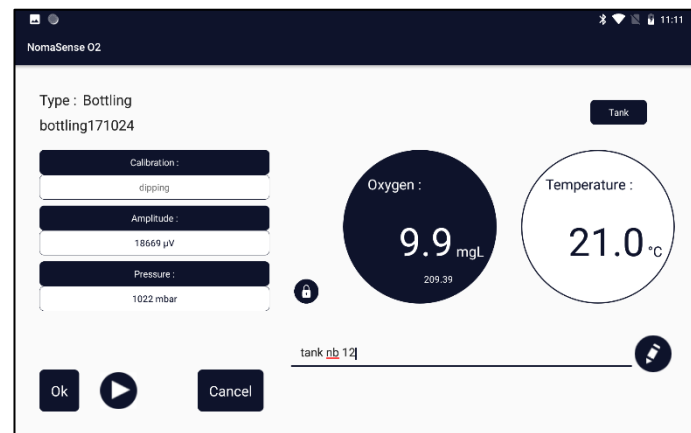 11:11
NomaSense O2
Type : Bottling
bottling171024
Tank
Calibration :
dipping
Amplitude :
18669 µV
Pressure :
1022 mbar
Oxygen :
9.9 mgL
209.39
Temperature :
21.0 °C
tank nb 12
Ok
Cancel